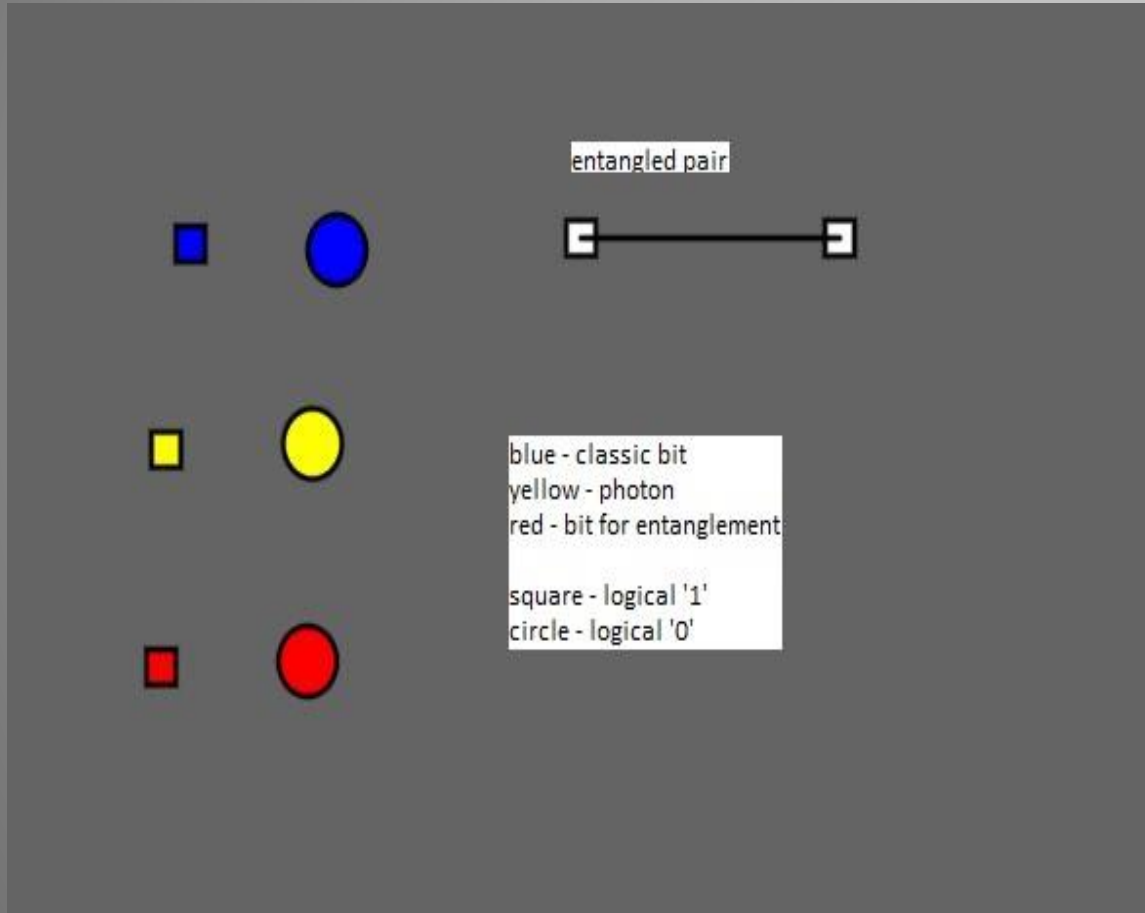 entangled pair
blue - classic bit
yellow - photon
red - bit for entanglement
square - logical '1'
circle - logical '0'